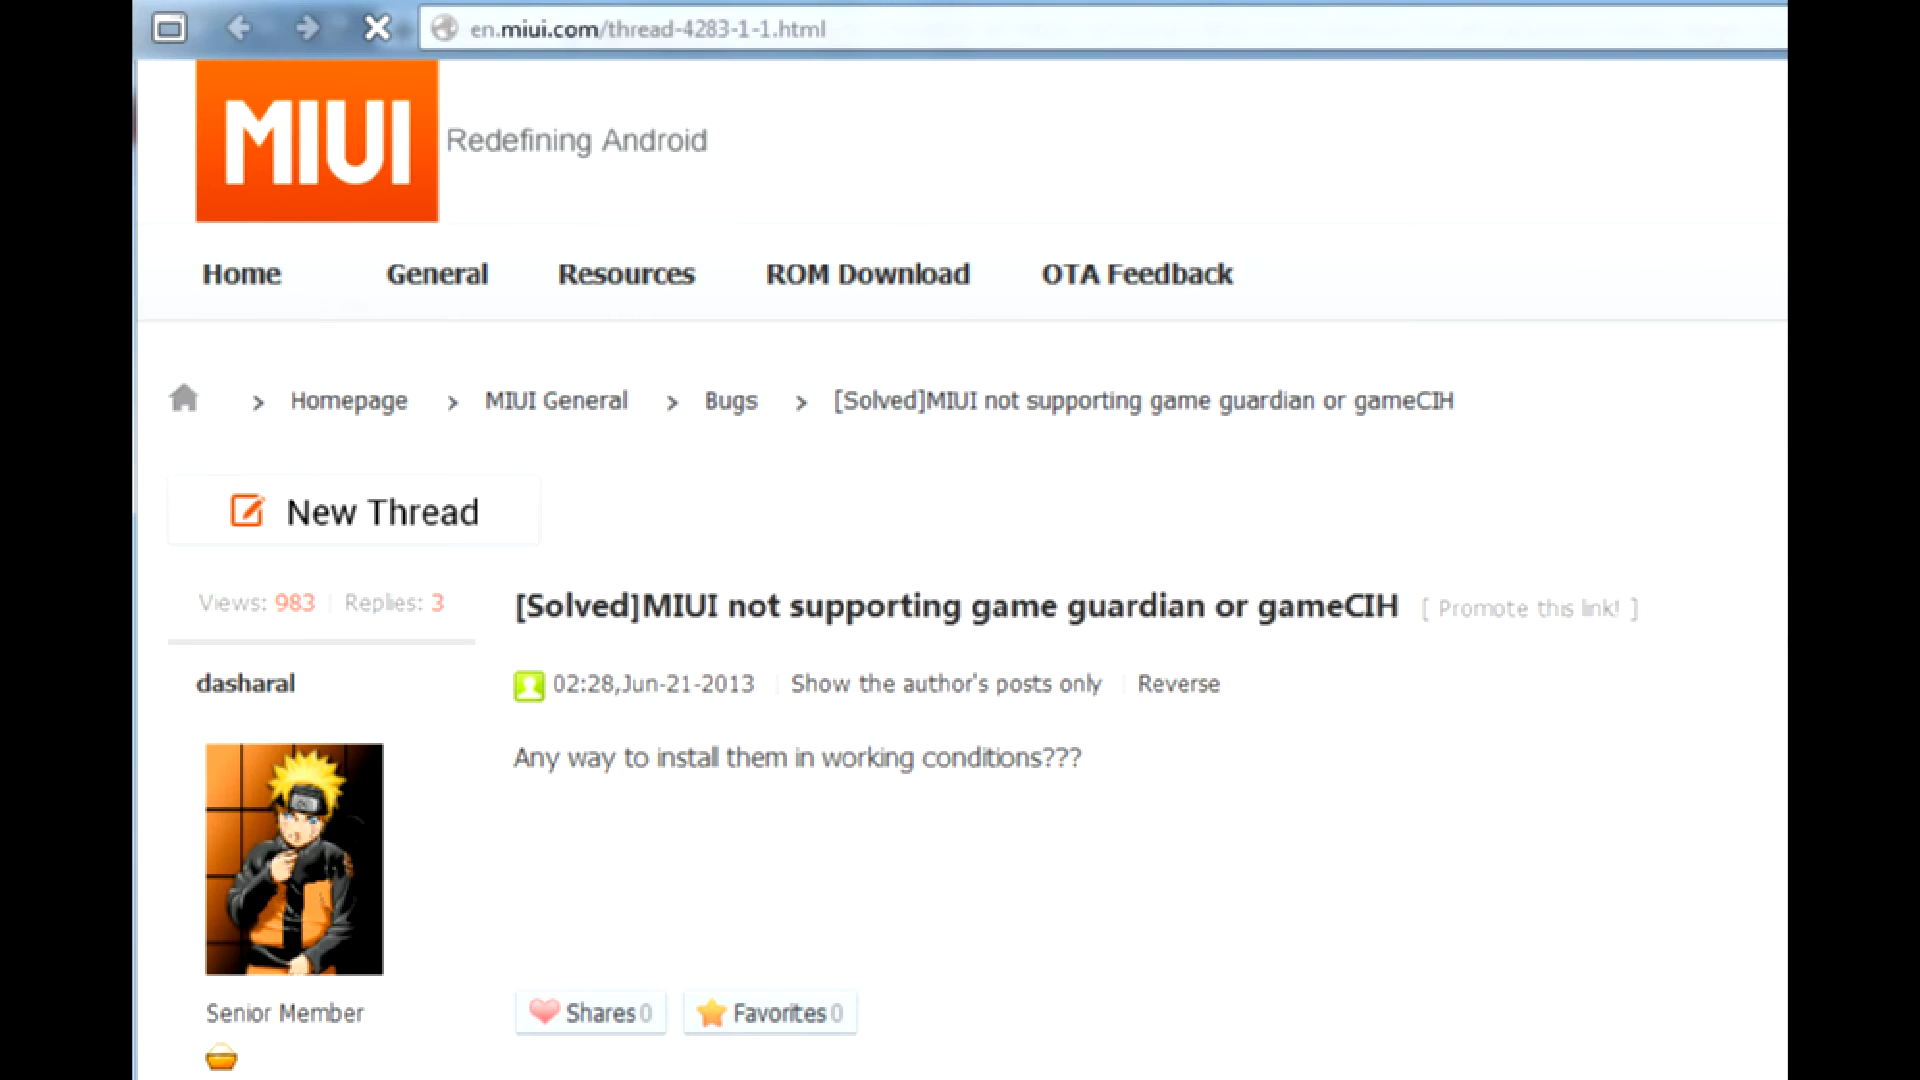 en.miui.com/thread-4283-1-1.html
MIUI Redefining Android
Home General Resources ROM Download OTA Feedback
> Homepage > MIUI General > Bugs > [Solved]MIUI not supporting game guardian or gameCIH
New Thread
Views: 983 Replies: 3 [Solved]MIUI not supporting game guardian or gameCIH [ Promote this link! ]
dasharal 02:28,Jun-21-2013 Show the author's posts only Reverse
Any way to install them in working conditions???
Senior Member Shares 0 Favorites 0